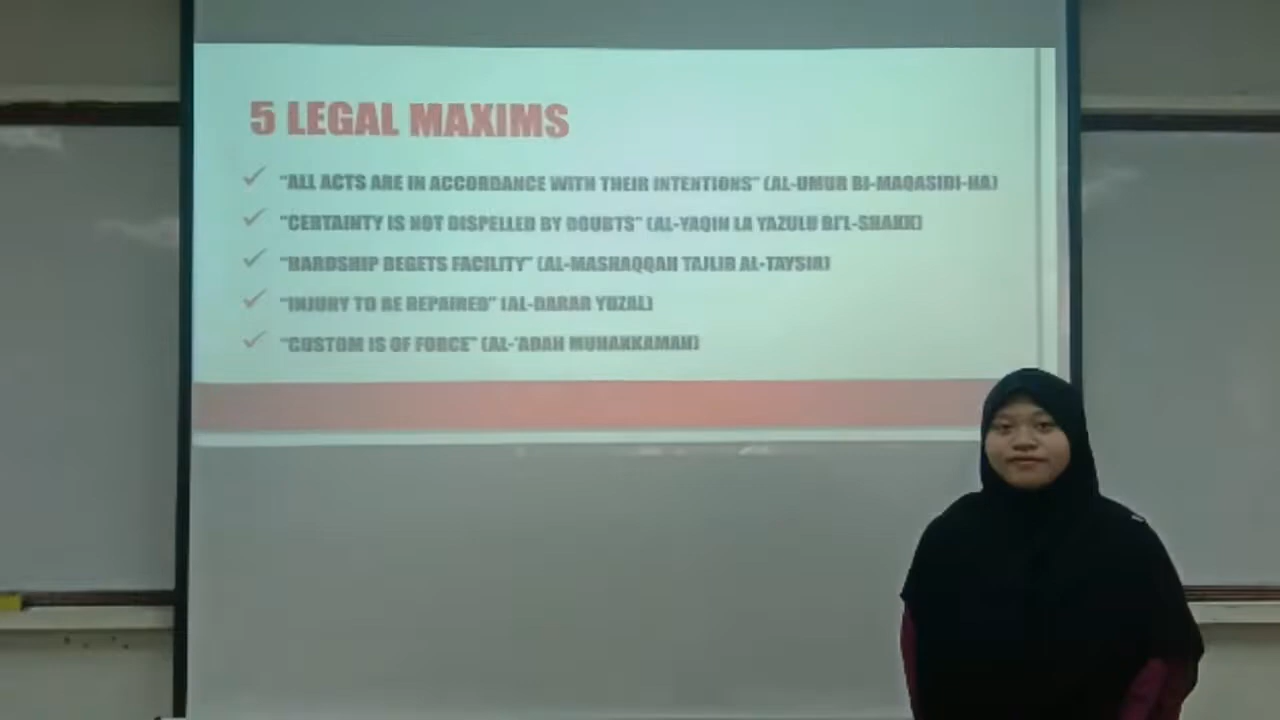 5 LEGAL MAXIMS
✓ "ALL ACTS ARE IN ACCORDANCE WITH THEIR INTENTIONS" (AL-UMUR BI-MAQASIDI-HA)
✓ "CERTAINTY IS NOT DISPELLED BY DOUBTS" (AL-YAQIN LA YAZULU BI'L-SHAKK)
✓ "HARDSHIP BEGETS FACILITY" (AL-MASHAQQAH TAJLIB AL-TAYSIR)
✓ "INJURY TO BE REPAIRED" (AL-DARAR YUZAL)
✓ "CUSTOM IS OF FORCE" (AL-'ADAH MUHAKKAMAH)